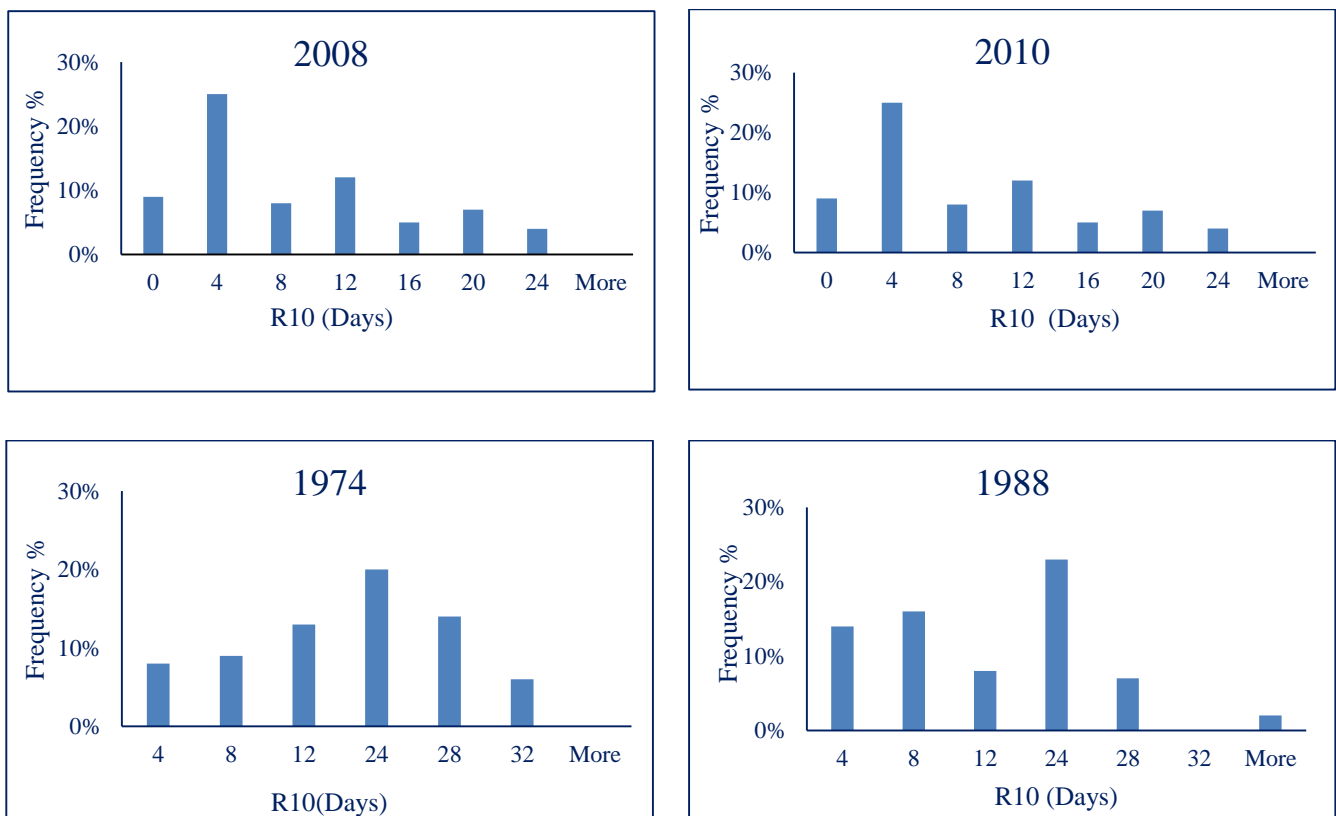 2008
Frequency %
30%
20%
10%
0%
0 4 8 12 16 20 24 More
R10 (Days)
2010
Frequency %
30%
20%
10%
0%
0 4 8 12 16 20 24 More
R10 (Days)
1974
Frequency %
30%
20%
10%
0%
4 8 12 24 28 32 More
R10(Days)
1988
Frequency %
30%
20%
10%
0%
4 8 12 24 28 32 More
R10 (Days)